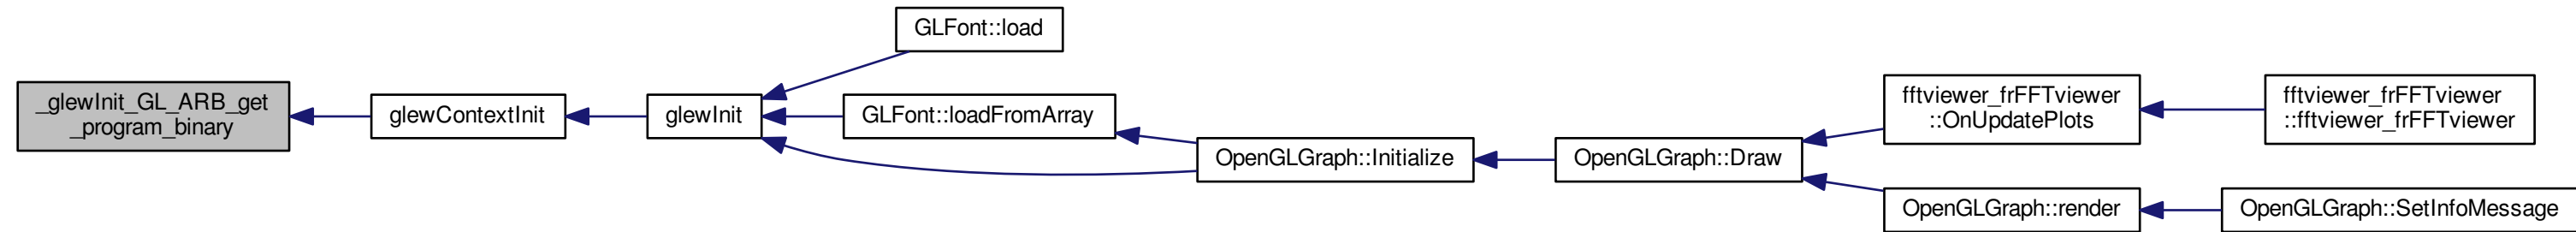 _glewInit_GL_ARB_get
_program_binary
glewContextInit
glewInit
GLFont::load
GLFont::loadFromArray
OpenGLGraph::Initialize
OpenGLGraph::Draw
fftviewer_frFFTviewer
::OnUpdatePlots
fftviewer_frFFTviewer
::fftviewer_frFFTviewer
OpenGLGraph::render
OpenGLGraph::SetInfoMessage